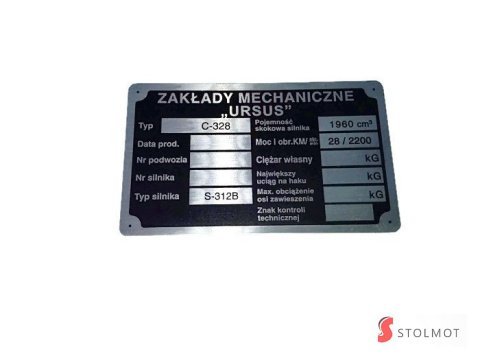 ZAKŁADY MECHANICZNE
„URSUS”
Typ C-328
Data prod.
Nr podwozia
Nr silnika
Typ silnika S-312B
Pojemność
skokowa silnika 1960 cm³
Moc i obr.KM/ 28 / 2200
Ciężar własny kG
Największy
uciąg na haku kG
Max. obciążenie
osi zawieszenia kG
Znak kontroli
technicznej
STOLMOT